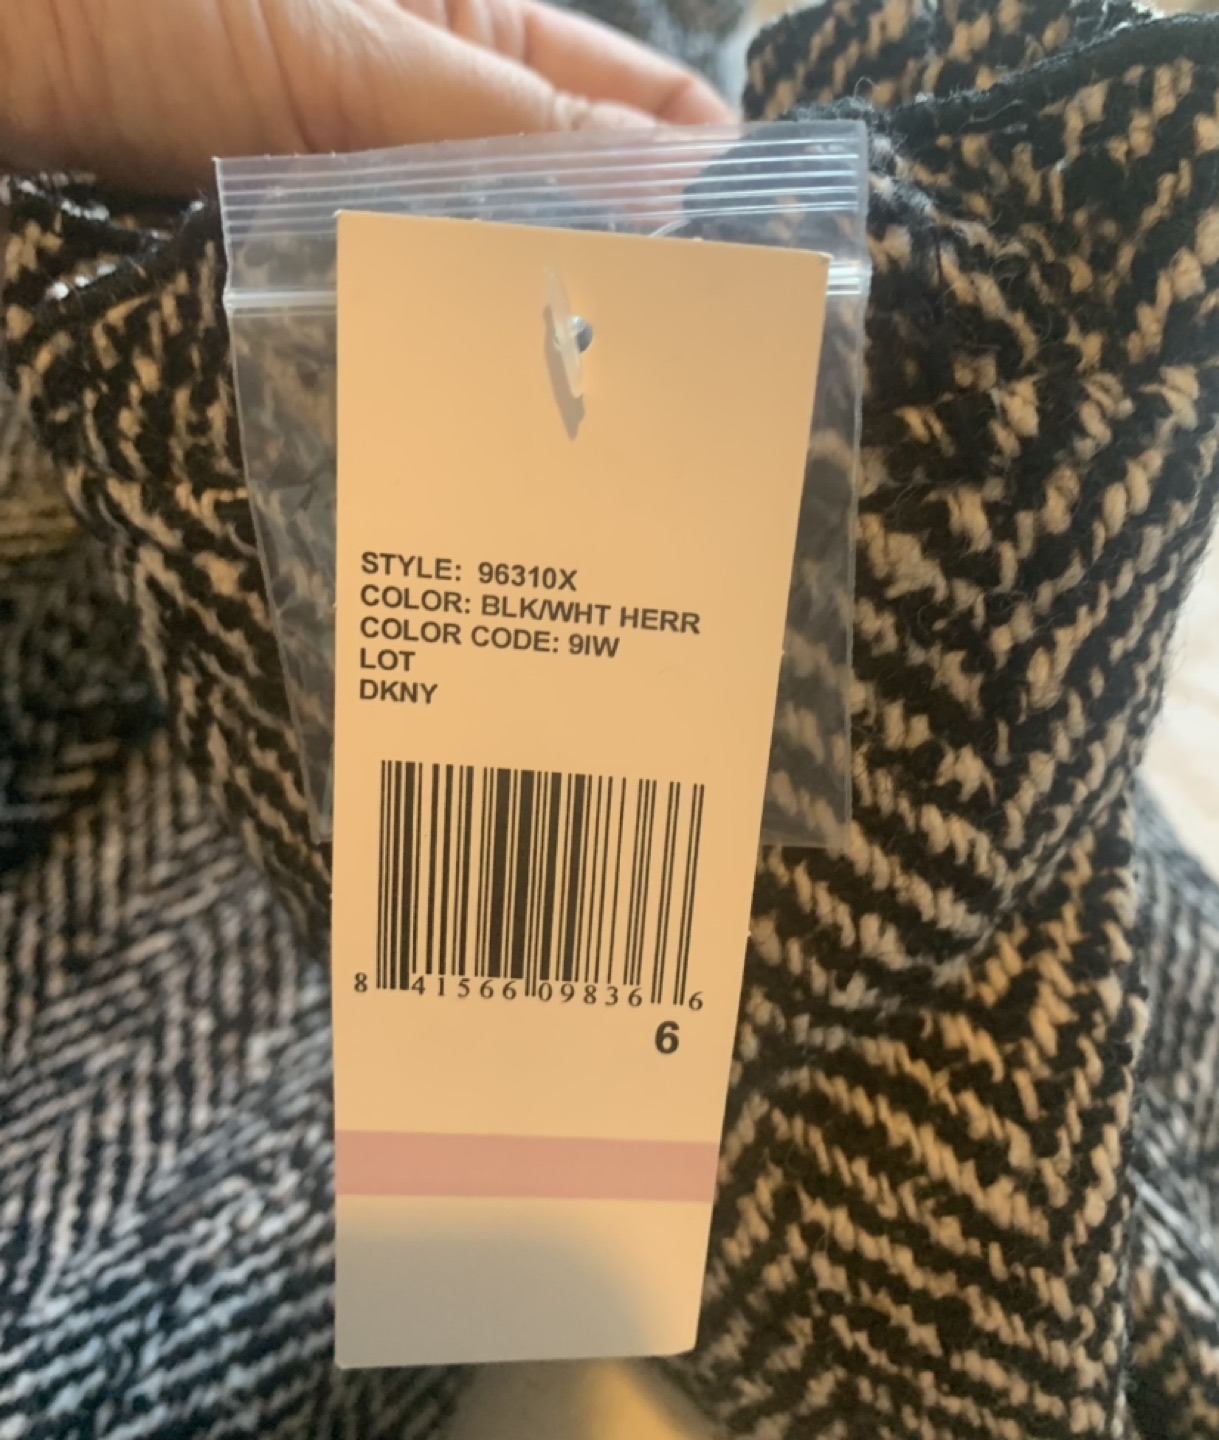 STYLE: 96310X
COLOR: BLK/WHT HERR
COLOR CODE: 9IW
LOT
DKNY
8 41566 09836 6
6